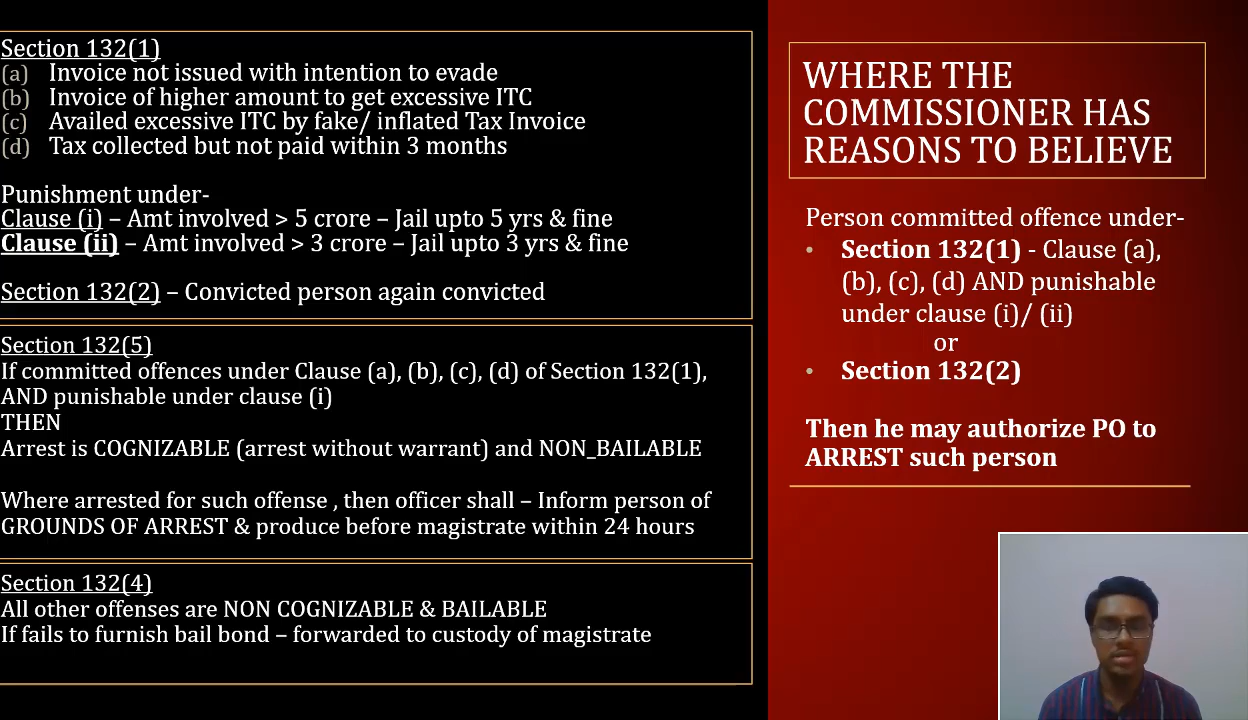 Section 132(1)
(a) Invoice not issued with intention to evade
(b) Invoice of higher amount to get excessive ITC
(c) Availed excessive ITC by fake/ inflated Tax Invoice
(d) Tax collected but not paid within 3 months
Punishment under-
Clause (i) – Amt involved > 5 crore – Jail upto 5 yrs & fine
Clause (ii) – Amt involved > 3 crore – Jail upto 3 yrs & fine
Section 132(2) – Convicted person again convicted
Section 132(5)
If committed offences under Clause (a), (b), (c), (d) of Section 132(1),
AND punishable under clause (i)
THEN
Arrest is COGNIZABLE (arrest without warrant) and NON_BAILABLE
Where arrested for such offense , then officer shall – Inform person of
GROUNDS OF ARREST & produce before magistrate within 24 hours
Section 132(4)
All other offenses are NON COGNIZABLE & BAILABLE
If fails to furnish bail bond – forwarded to custody of magistrate
WHERE THE
COMMISSIONER HAS
REASONS TO BELIEVE
Person committed offence under-
• Section 132(1) - Clause (a),
(b), (c), (d) AND punishable
under clause (i)/ (ii)
or
• Section 132(2)
Then he may authorize PO to
ARREST such person